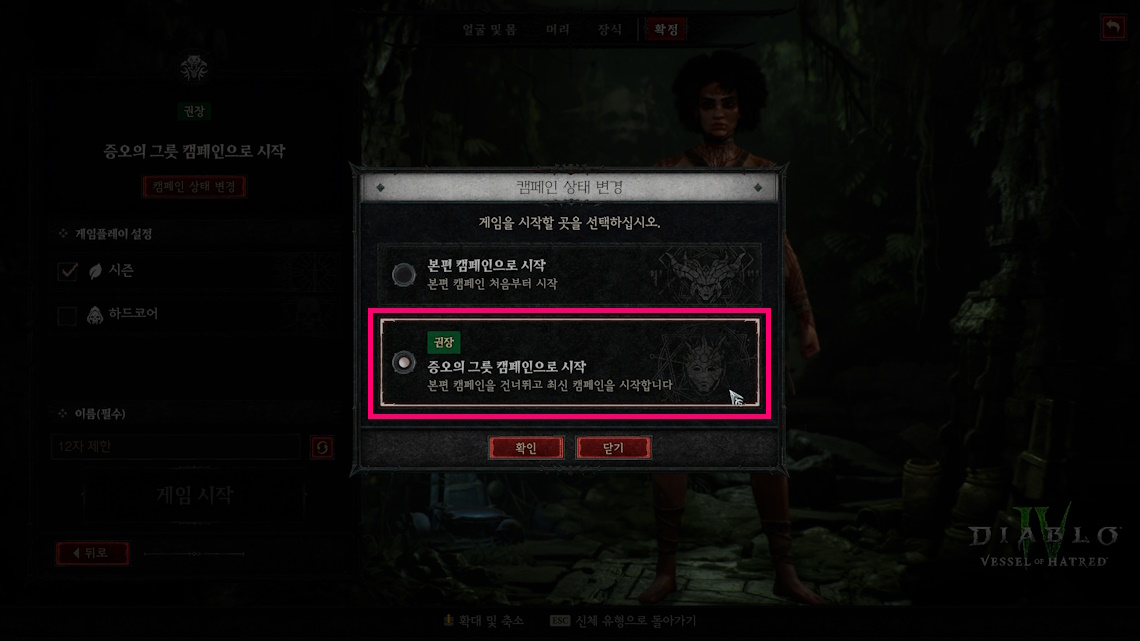 얼굴 및 몸 머리 장식 확정
권장
증오의 그릇 캠페인으로 시작
캠페인 상태 변경
게임플레이 설정
시즌
하드코어
이름(필수)
12자 제한
게임 시작
뒤로
캠페인 상태 변경
게임을 시작할 곳을 선택하십시오.
본편 캠페인으로 시작
본편 캠페인 처음부터 시작
권장
증오의 그릇 캠페인으로 시작
본편 캠페인을 건너뛰고 최신 캠페인을 시작합니다
확인 닫기
DIABLO IV
VESSEL OF HATRED
확대 및 축소 ESC 신체 유형으로 돌아가기